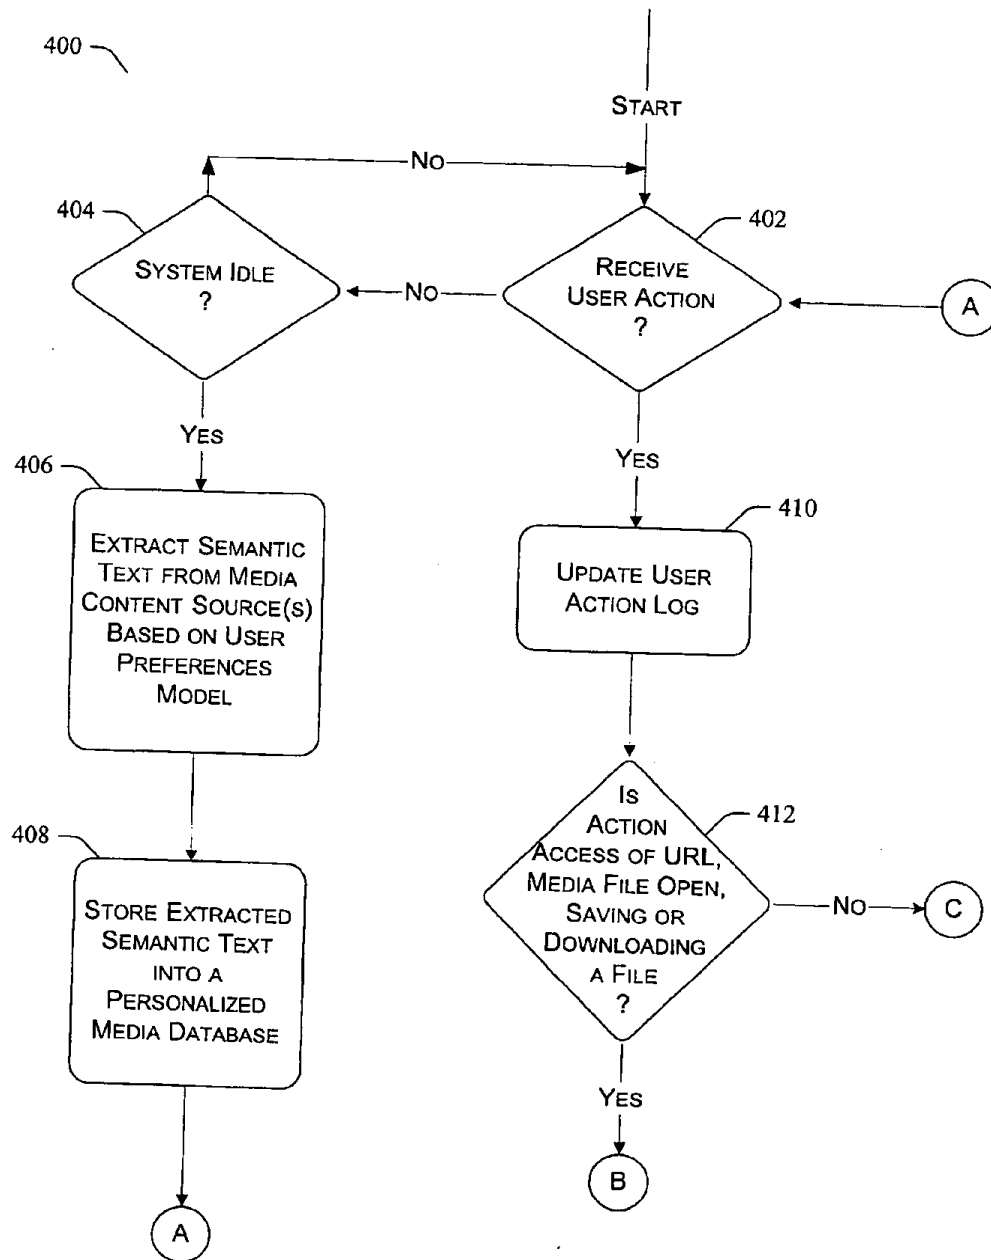 400
START
NO
404
402
SYSTEM IDLE
?
NO
RECEIVE
USER ACTION
?
A
YES
YES
406
410
EXTRACT SEMANTIC
TEXT FROM MEDIA
CONTENT SOURCE(S)
BASED ON USER
PREFERENCES
MODEL
UPDATE USER
ACTION LOG
408
412
IS
ACTION
ACCESS OF URL,
MEDIA FILE OPEN,
SAVING OR
DOWNLOADING
A FILE
?
NO
C
STORE EXTRACTED
SEMANTIC TEXT
INTO A
PERSONALIZED
MEDIA DATABASE
YES
B
A